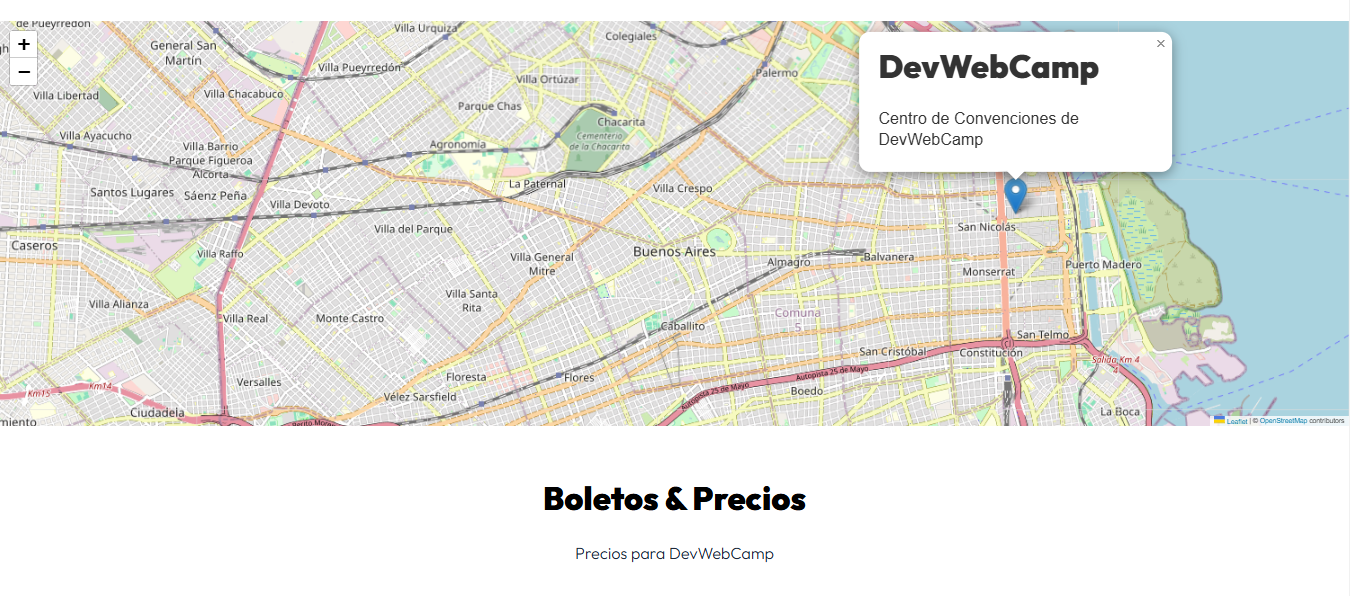 de Pueyrredón
Villa Urquiza
Colegiales
+
General San
Martín
−
Villa Pueyrredón
Villa Ortúzar
Palermo
×
DevWebCamp
Centro de Convenciones de
DevWebCamp
Villa Libertad
Villa Chacabuco
Parque Chas
Chacarita
Cementerio
de la Chacarita
Villa Ayacucho
Villa Barrio
Parque Figueroa
Alcorta
Agronomía
Santos Lugares
Sáenz Peña
La Paternal
Villa Crespo
Villa Devoto
Villa del Parque
San Nicolás
Caseros
Villa Raffo
Villa General
Mitre
Buenos Aires
Almagro
Balvanera
Monserrat
Puerto Madero
Villa Alianza
Villa Real
Monte Castro
Villa Santa
Rita
Caballito
Comuna
5
San Telmo
San Cristóbal
Constitución
Salida Km 4
4
Km15
Km14
Versalles
Floresta
Flores
Vélez Sarsfield
Autopista 25 de Mayo
Autopista 25 de Mayo
Boedo
Ciudadela
La Boca
Leaflet | © OpenStreetMap contributors
Boletos & Precios
Precios para DevWebCamp